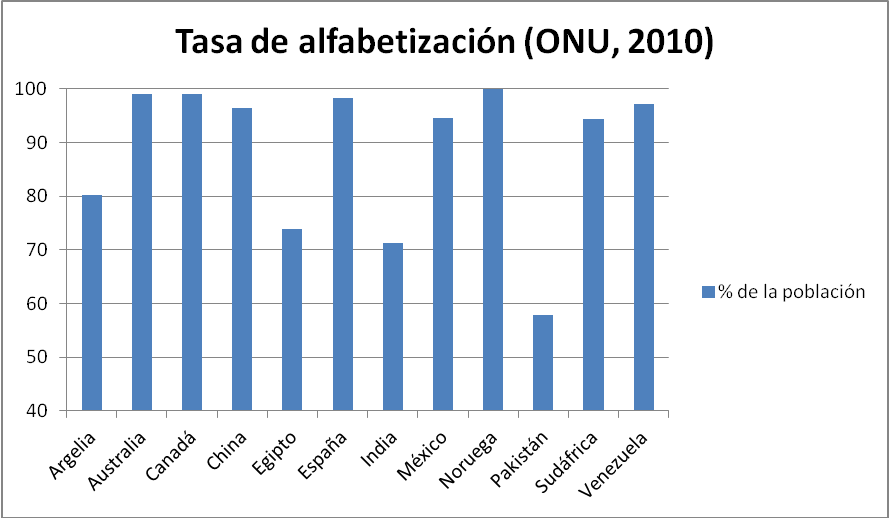 Tasa de alfabetización (ONU, 2010)
100
90
80
70
60
50
40
Argelia
Australia
Canadá
China
Egipto
España
India
México
Noruega
Pakistán
Sudáfrica
Venezuela
% de la población